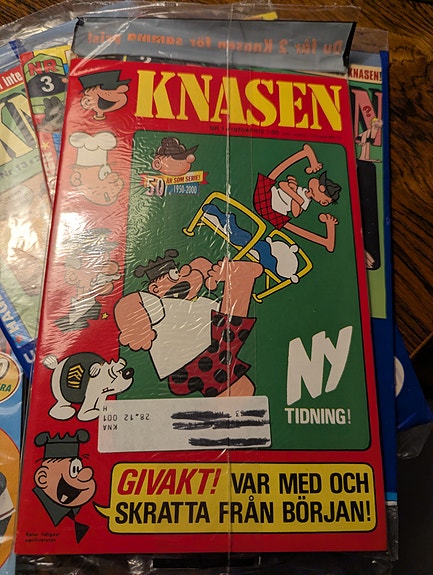 Du får 2 Knasen för samma pris!
NR
3
KNASEN!
KNASEN
50
ÅR SOM SERIE!
1950-2000
NY
TIDNING!
28.12 001
KNA
H
GIVAKT! VAR MED OCH
SKRATTA FRÅN BÖRJAN!